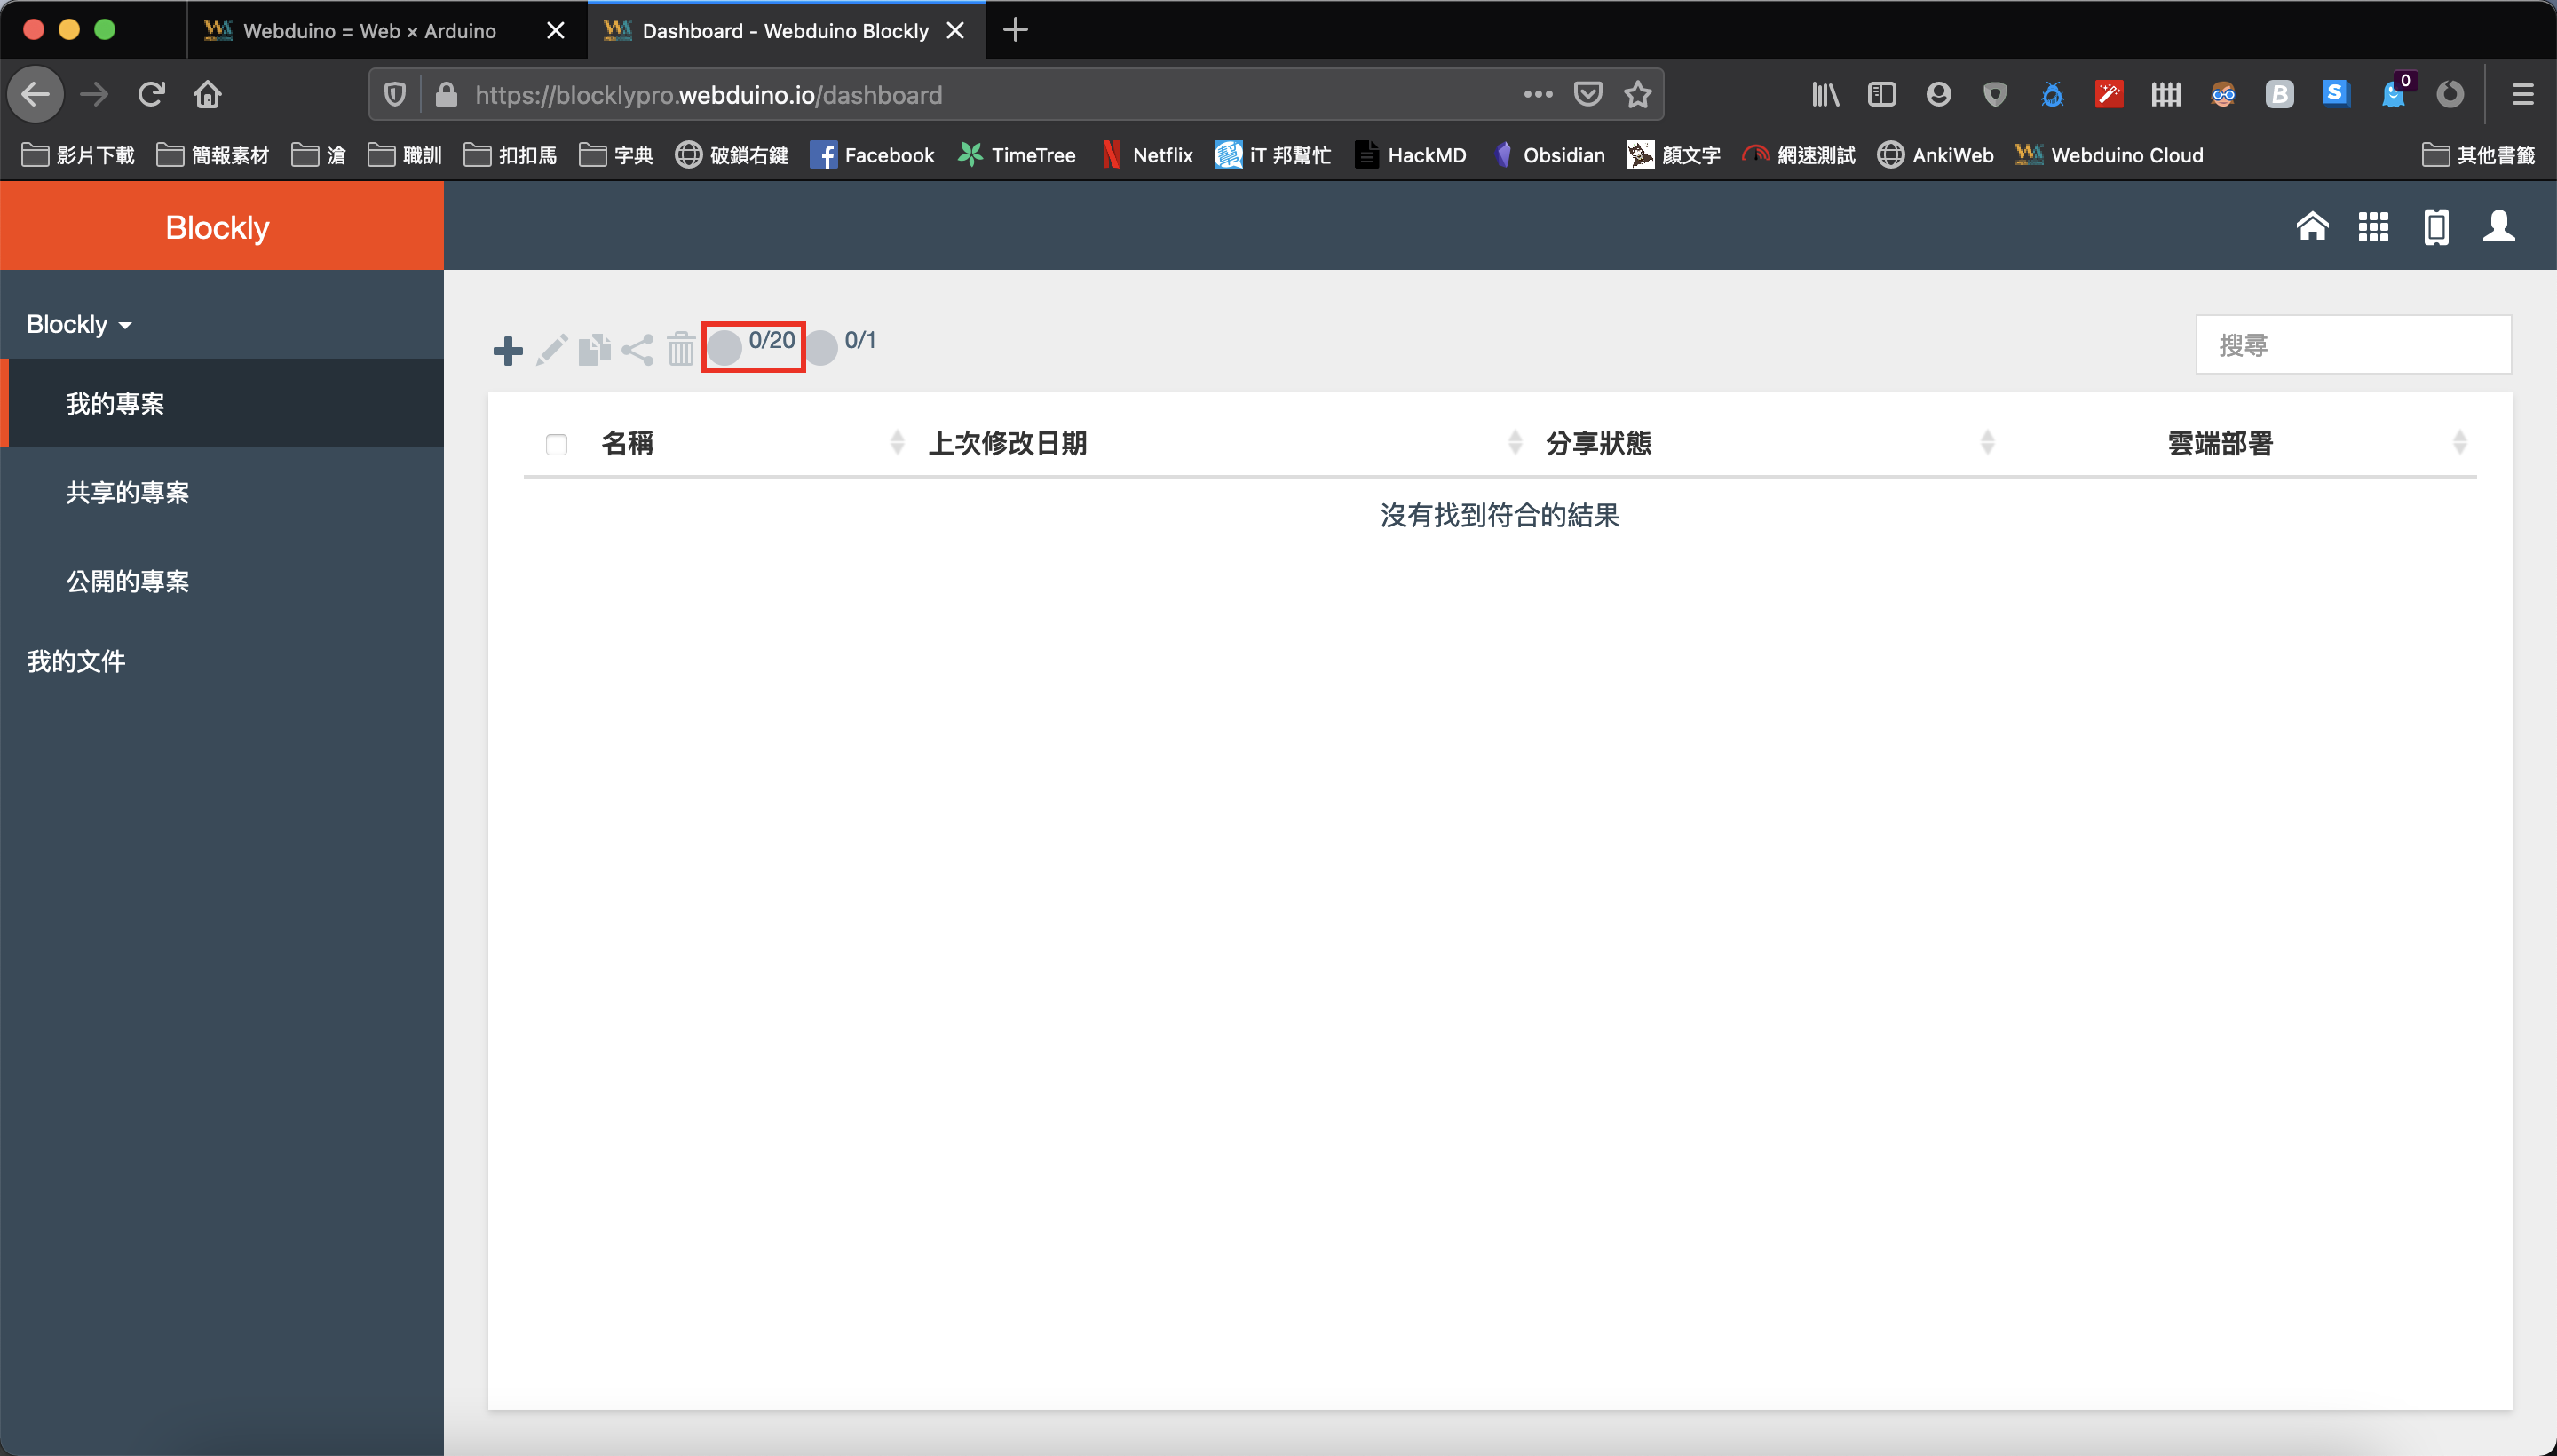 Webduino = Web × Arduino
Dashboard - Webduino Blockly
https://blocklypro.webduino.io/dashboard
0
影片下載 簡報素材 滄 職訓 扣扣馬 字典 破鎖右鍵 Facebook TimeTree Netflix iT 邦幫忙 HackMD Obsidian 顏文字 網速測試 AnkiWeb Webduino Cloud 其他書籤
Blockly
Blockly
我的專案
共享的專案
公開的專案
我的文件
0/20 0/1
搜尋
名稱 上次修改日期 分享狀態 雲端部署
沒有找到符合的結果